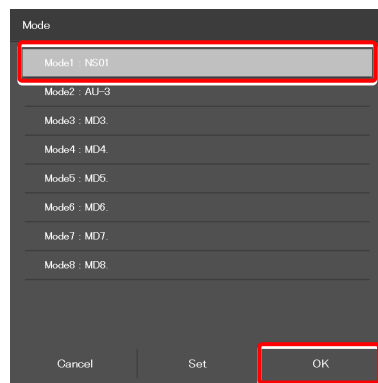 Mode
Mode1 : NS01
Mode2 : AU-3
Mode3 : MD3.
Mode4 : MD4.
Mode5 : MD5.
Mode6 : MD6.
Mode7 : MD7.
Mode8 : MD8.
Cancel Set OK